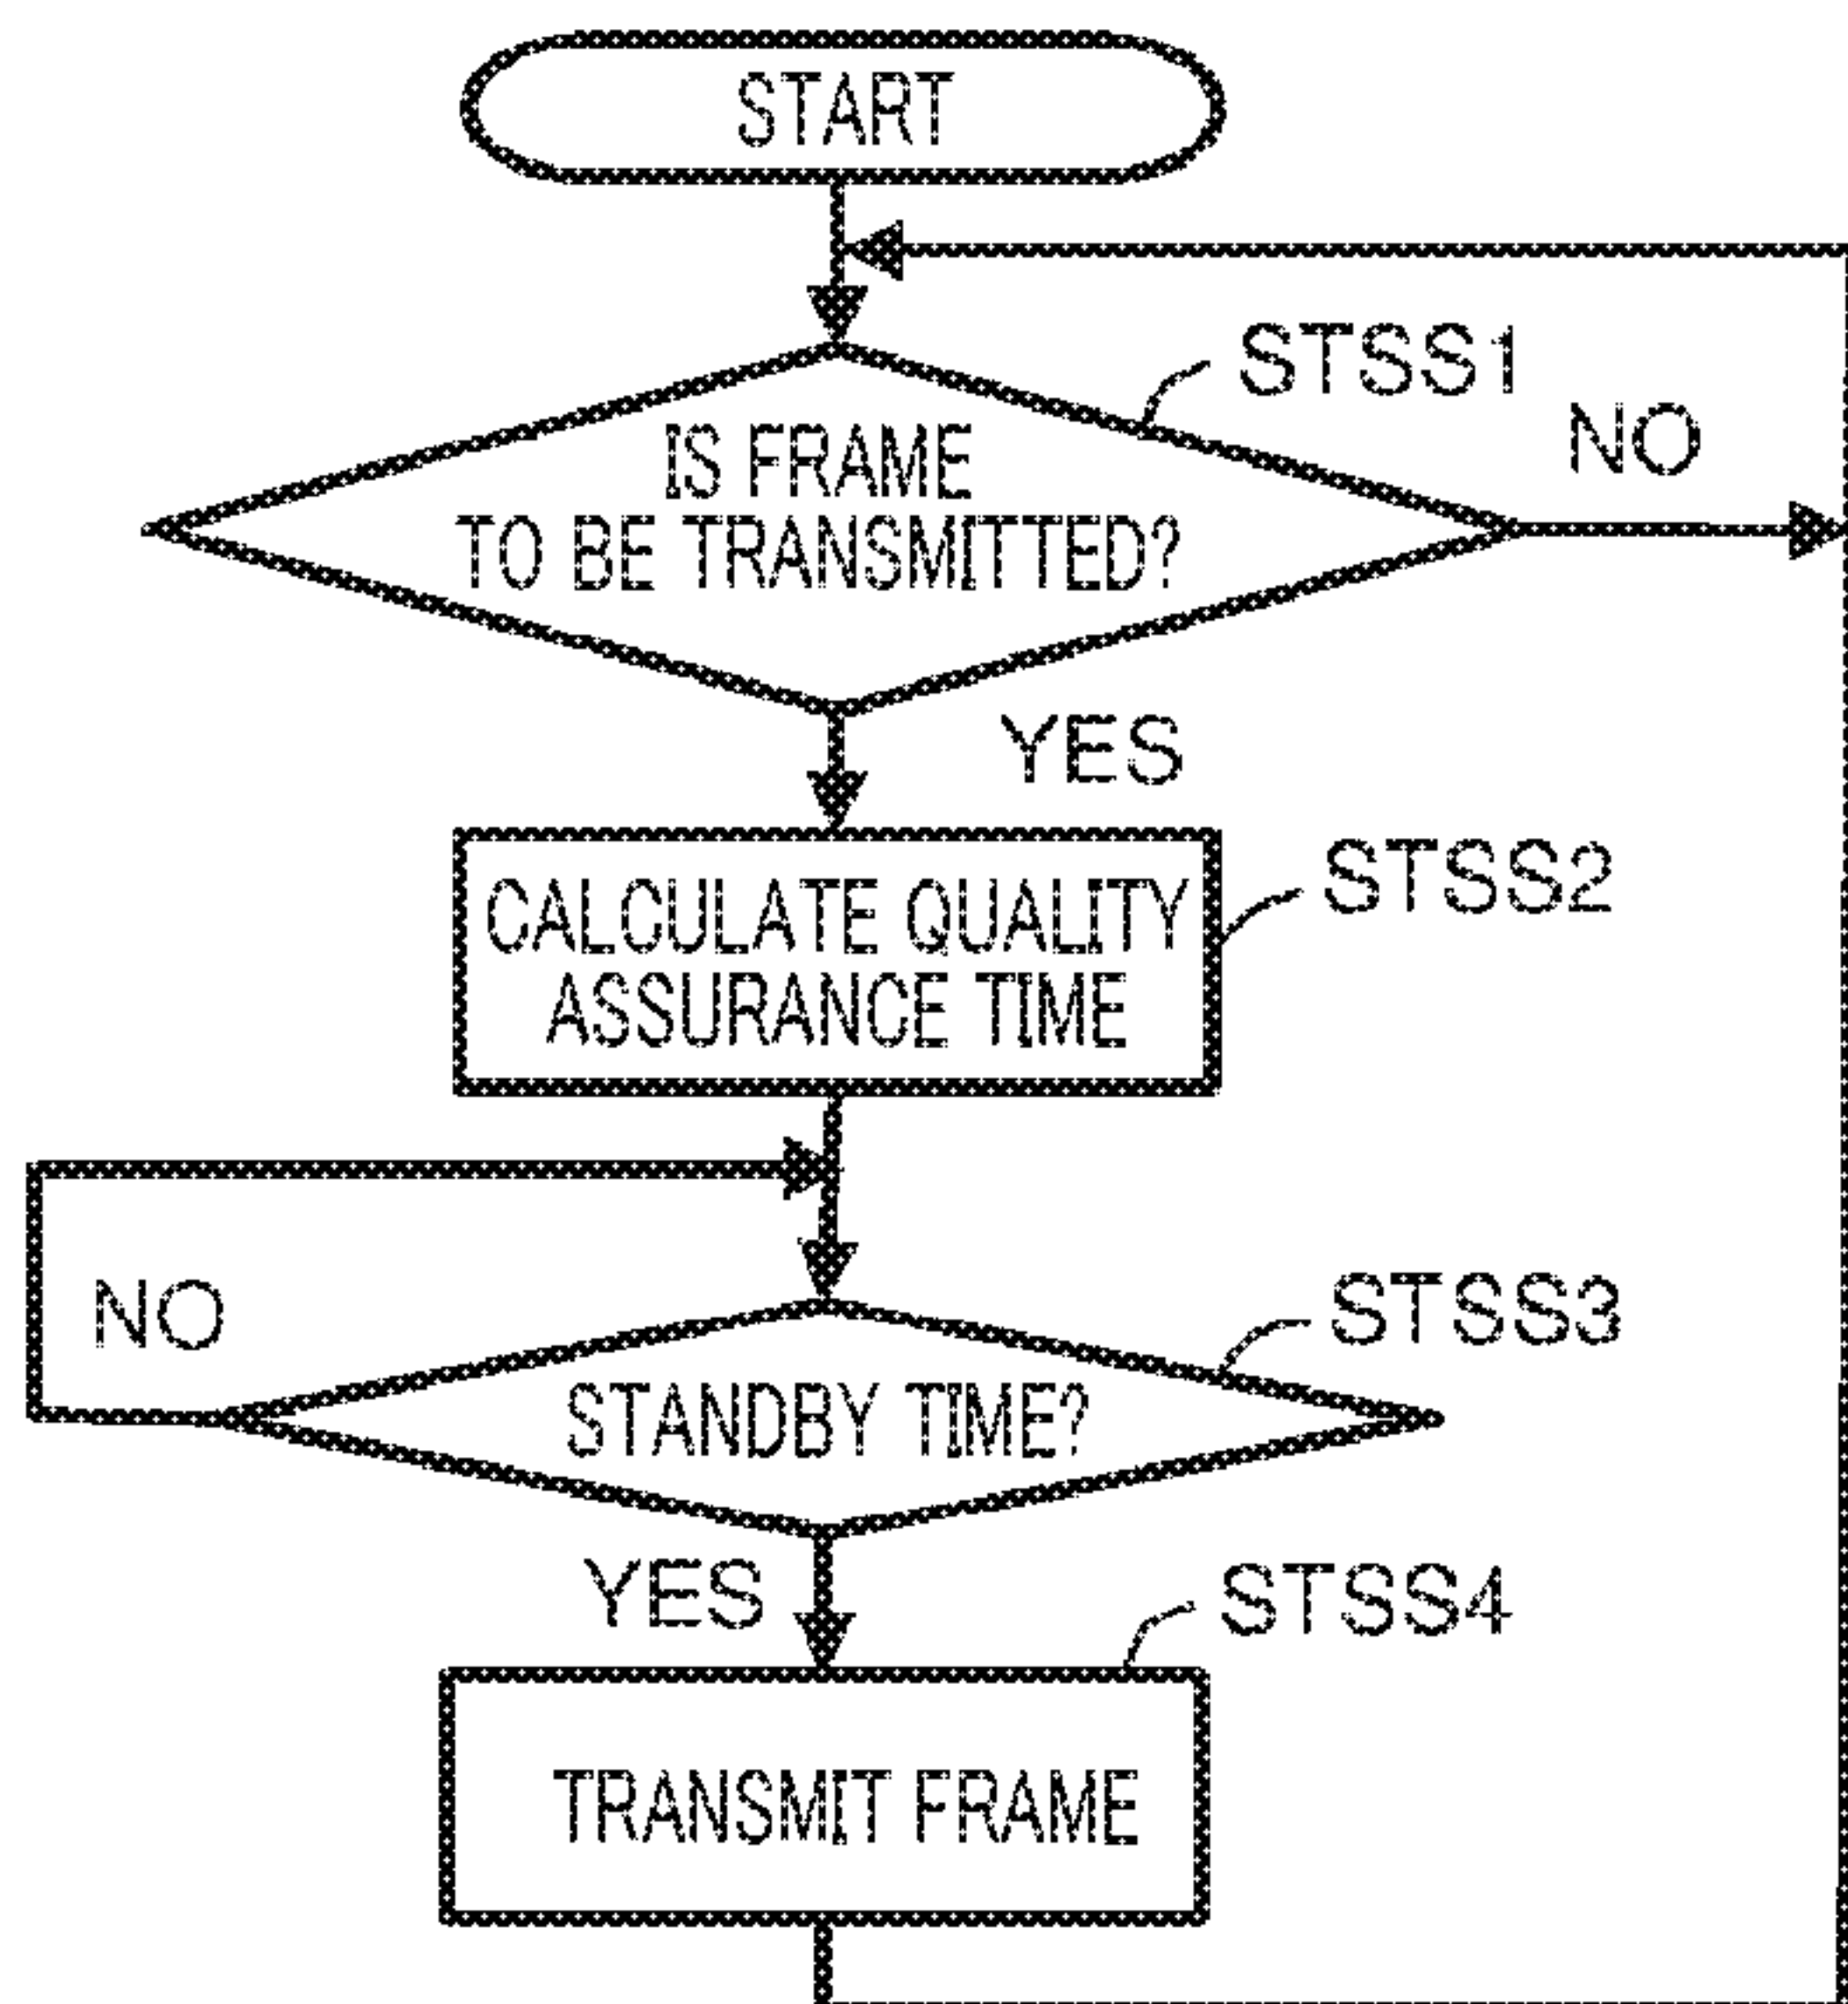 START
STSS1
NO
IS FRAME
TO BE TRANSMITTED?
YES
STSS2
CALCULATE QUALITY
ASSURANCE TIME
NO
STSS3
STANDBY TIME?
YES
STSS4
TRANSMIT FRAME